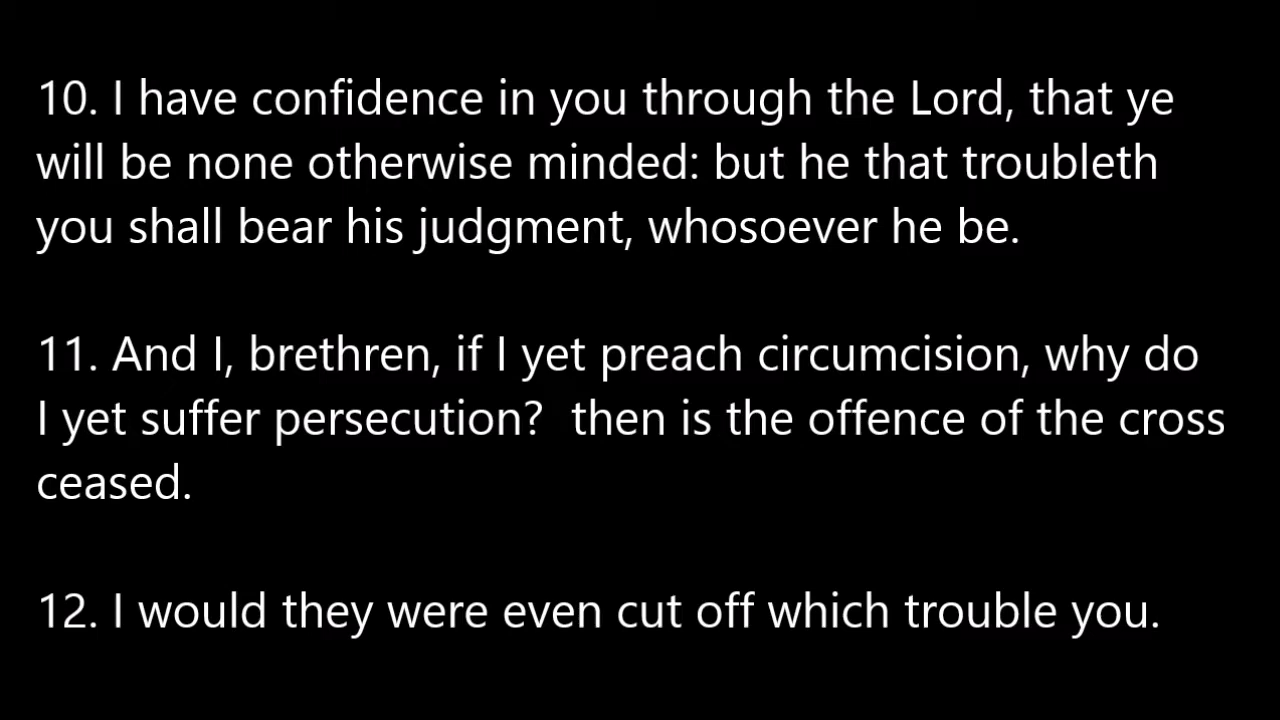 10. I have confidence in you through the Lord, that ye
will be none otherwise minded: but he that troubleth
you shall bear his judgment, whosoever he be.
11. And I, brethren, if I yet preach circumcision, why do
I yet suffer persecution?  then is the offence of the cross
ceased.
12. I would they were even cut off which trouble you.